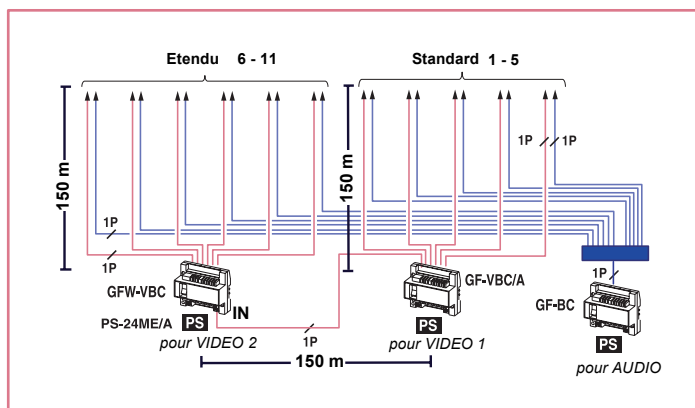 Etendu 6 - 11
Standard 1 - 5
150 m
150 m
1P
1P
1P
1P
GFW-VBC
IN
PS-24ME/A
PS
pour VIDEO 2
1P
150 m
GF-VBC/A
PS
pour VIDEO 1
1P
GF-BC
PS
pour AUDIO